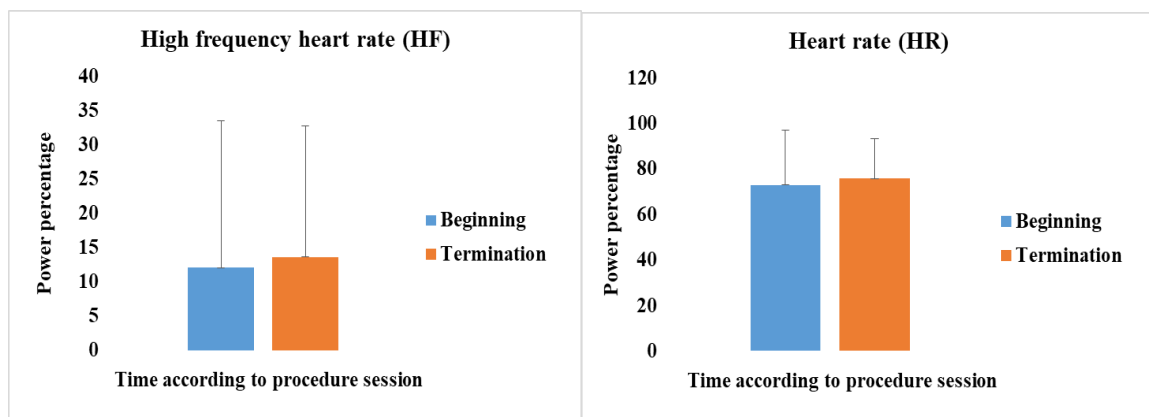 High frequency heart rate (HF)
40
35
30
25
20
15
10
5
0
Power percentage
Beginning
Termination
Time according to procedure session
Heart rate (HR)
120
100
80
60
40
20
0
Power percentage
Beginning
Termination
Time according to procedure session